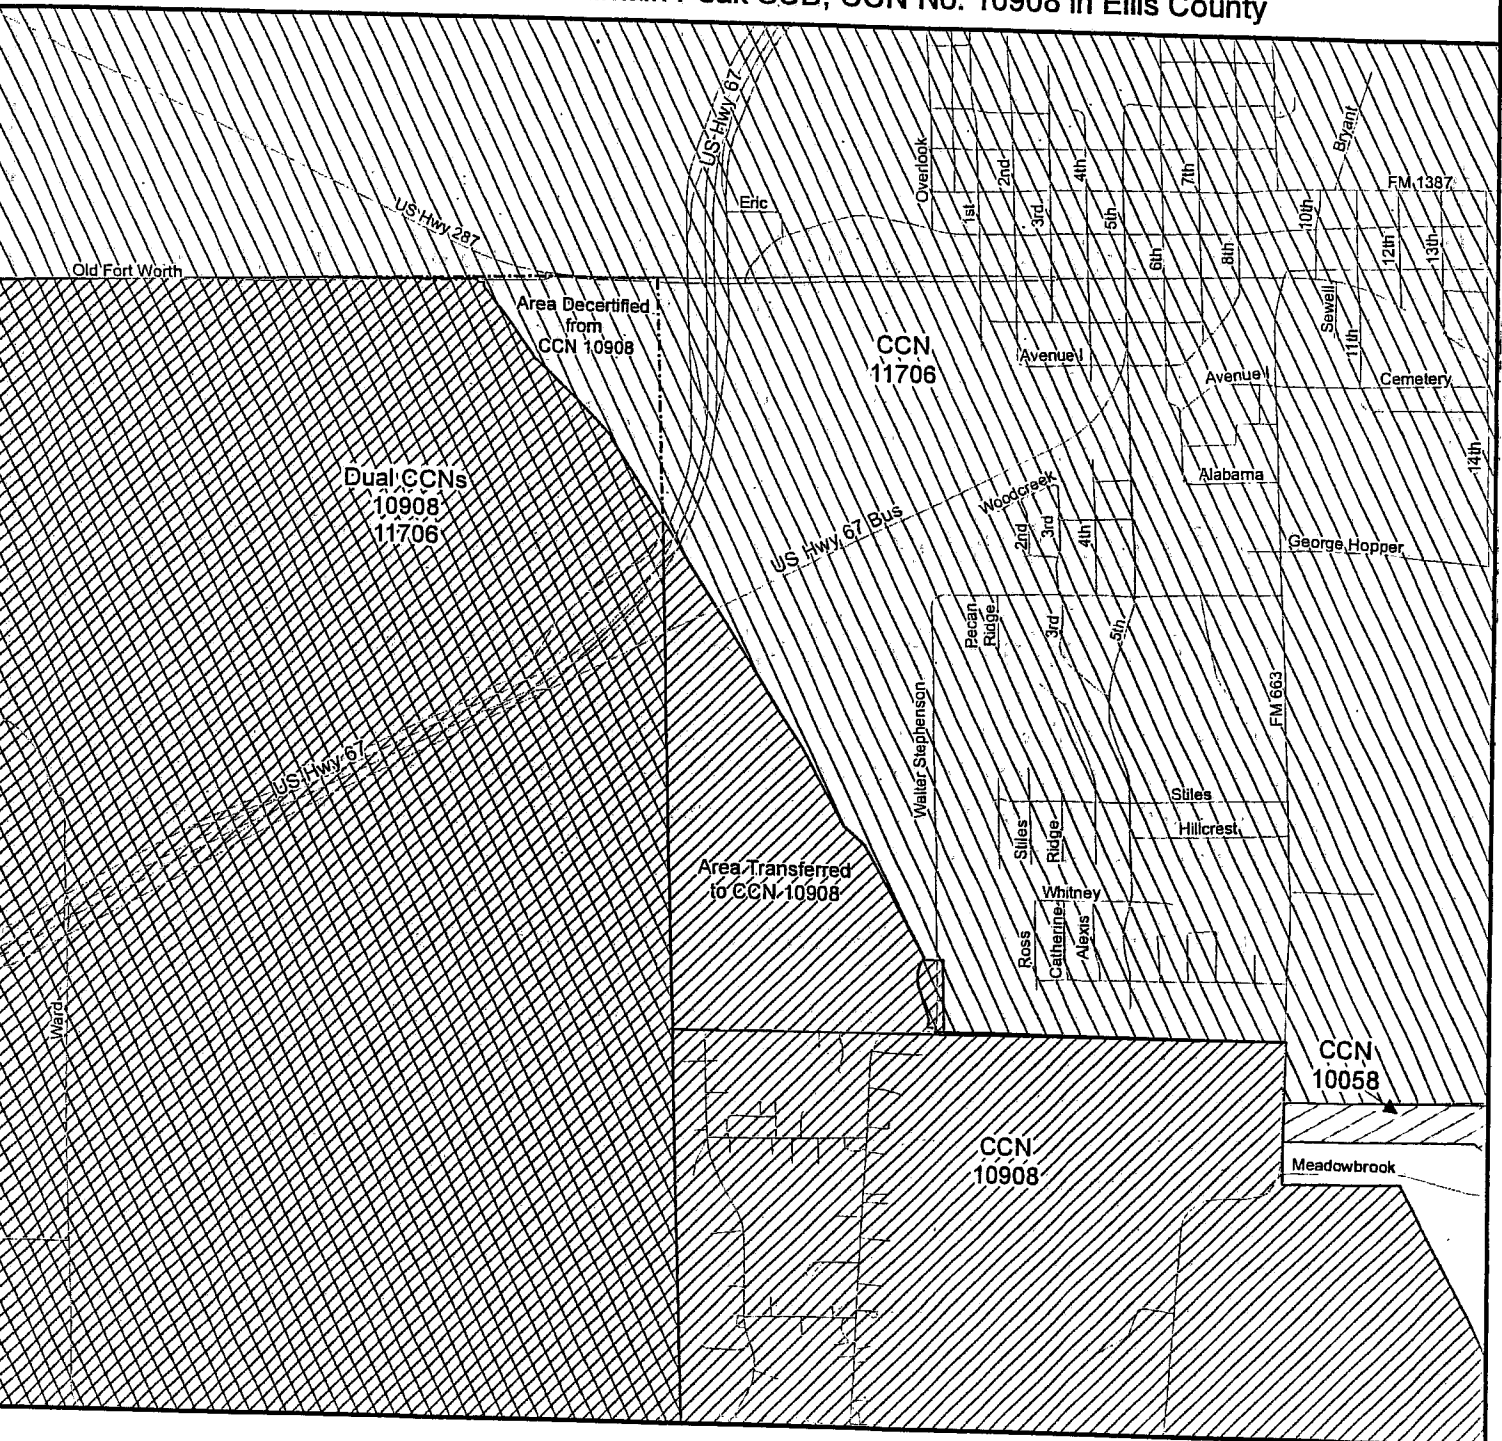 Peak SUD, CCN No. 10908 in Ellis County
US Hwy 67
Overlook
2nd
4th
7th
Bryant
FM 1387
Eric
1st
3rd
5th
10th
US Hwy 287
6th
8th
12th
13th
Old Fort Worth
Area Decertified
from
CCN 10908
CCN
11706
Sewell
11th
Avenue I
Avenue I
Cemetery
14th
Dual CCNs
10908
11706
Alabama
Woodcreek
US Hwy 67 Bus
2nd
3rd
4th
George Hopper
Pecan
Ridge
3rd
5th
FM 663
Walter Stephenson
US Hwy 67
Stiles
Stiles
Ridge
Hillcrest
Area Transferred
to CCN 10908
Whitney
Ross
Catherine
Alexis
Ward
CCN
10058
CCN
10908
Meadowbrook